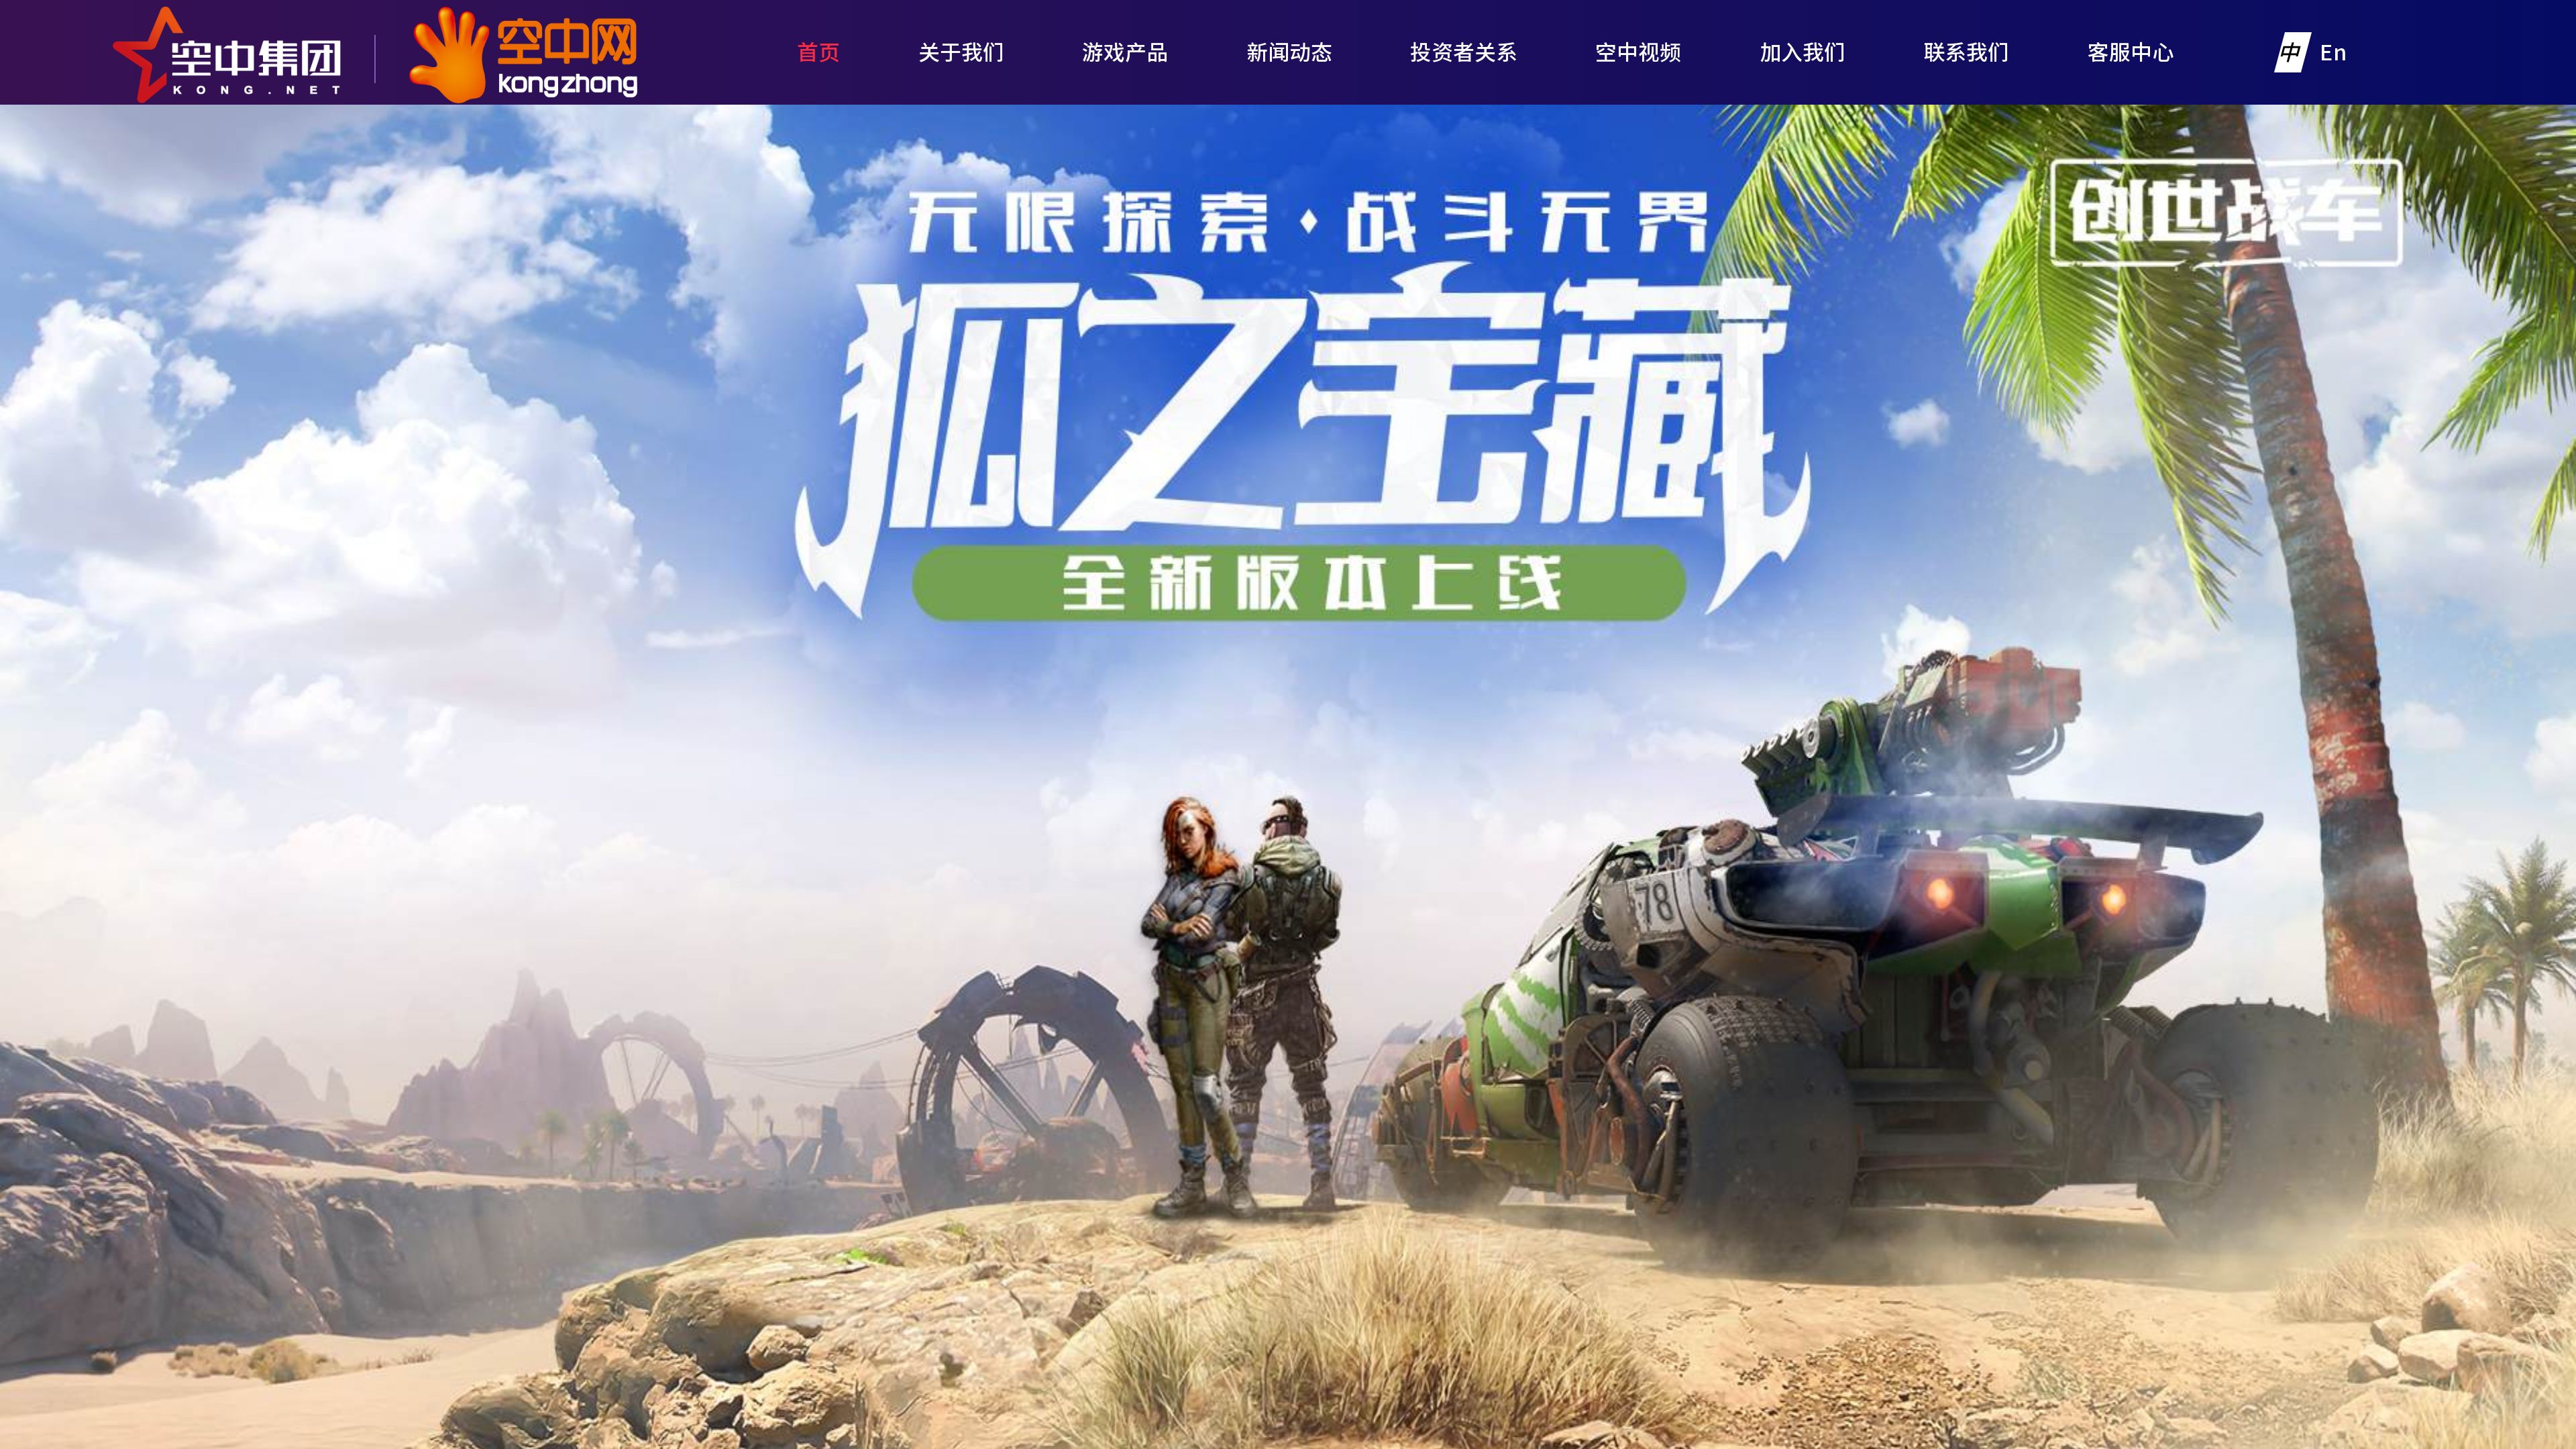 空中集团
KONG.NET
空中网
kongzhong
首页
关于我们
游戏产品
新闻动态
投资者关系
空中视频
加入我们
联系我们
客服中心
中
En
创世战车
无限探索·战斗无界
狐之宝藏
全新版本上线
78